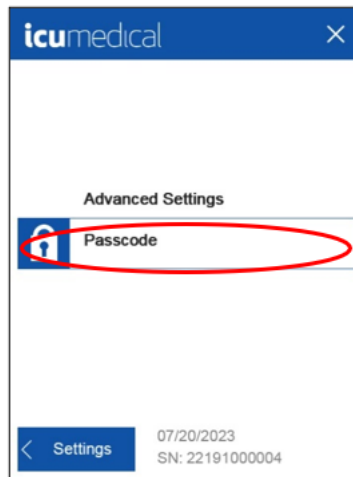 icumedical
Advanced Settings
Passcode
Settings
07/20/2023
SN: 22191000004